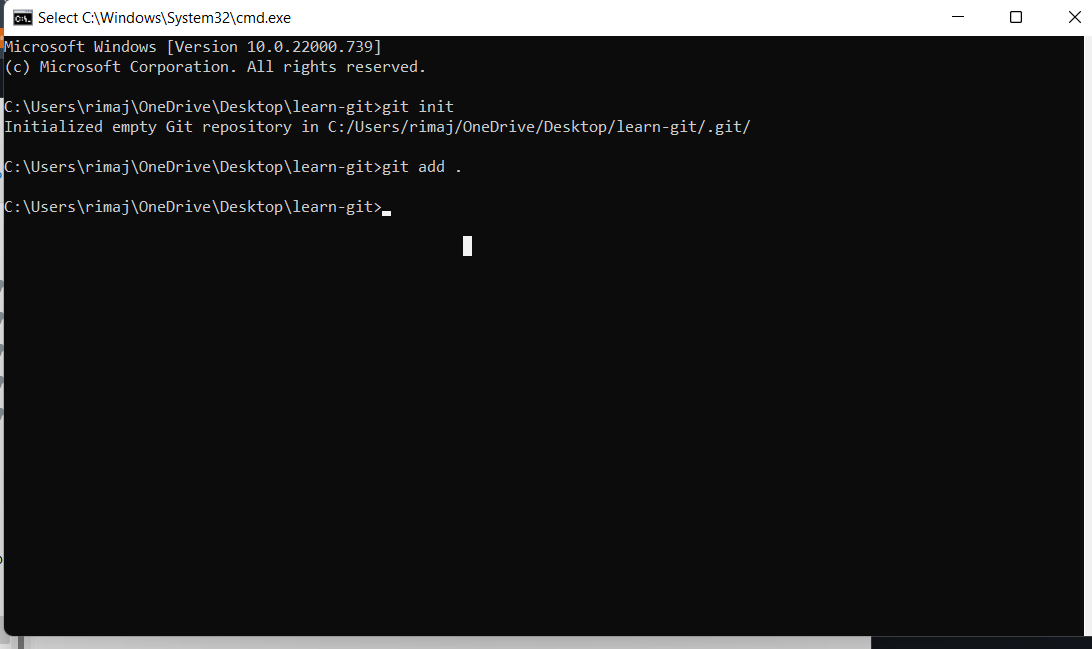 Select C:\Windows\System32\cmd.exe
Microsoft Windows [Version 10.0.22000.739]
(c) Microsoft Corporation. All rights reserved.
C:\Users\rimaj\OneDrive\Desktop\learn-git>git init
Initialized empty Git repository in C:/Users/rimaj/OneDrive/Desktop/learn-git/.git/
C:\Users\rimaj\OneDrive\Desktop\learn-git>git add .
C:\Users\rimaj\OneDrive\Desktop\learn-git>